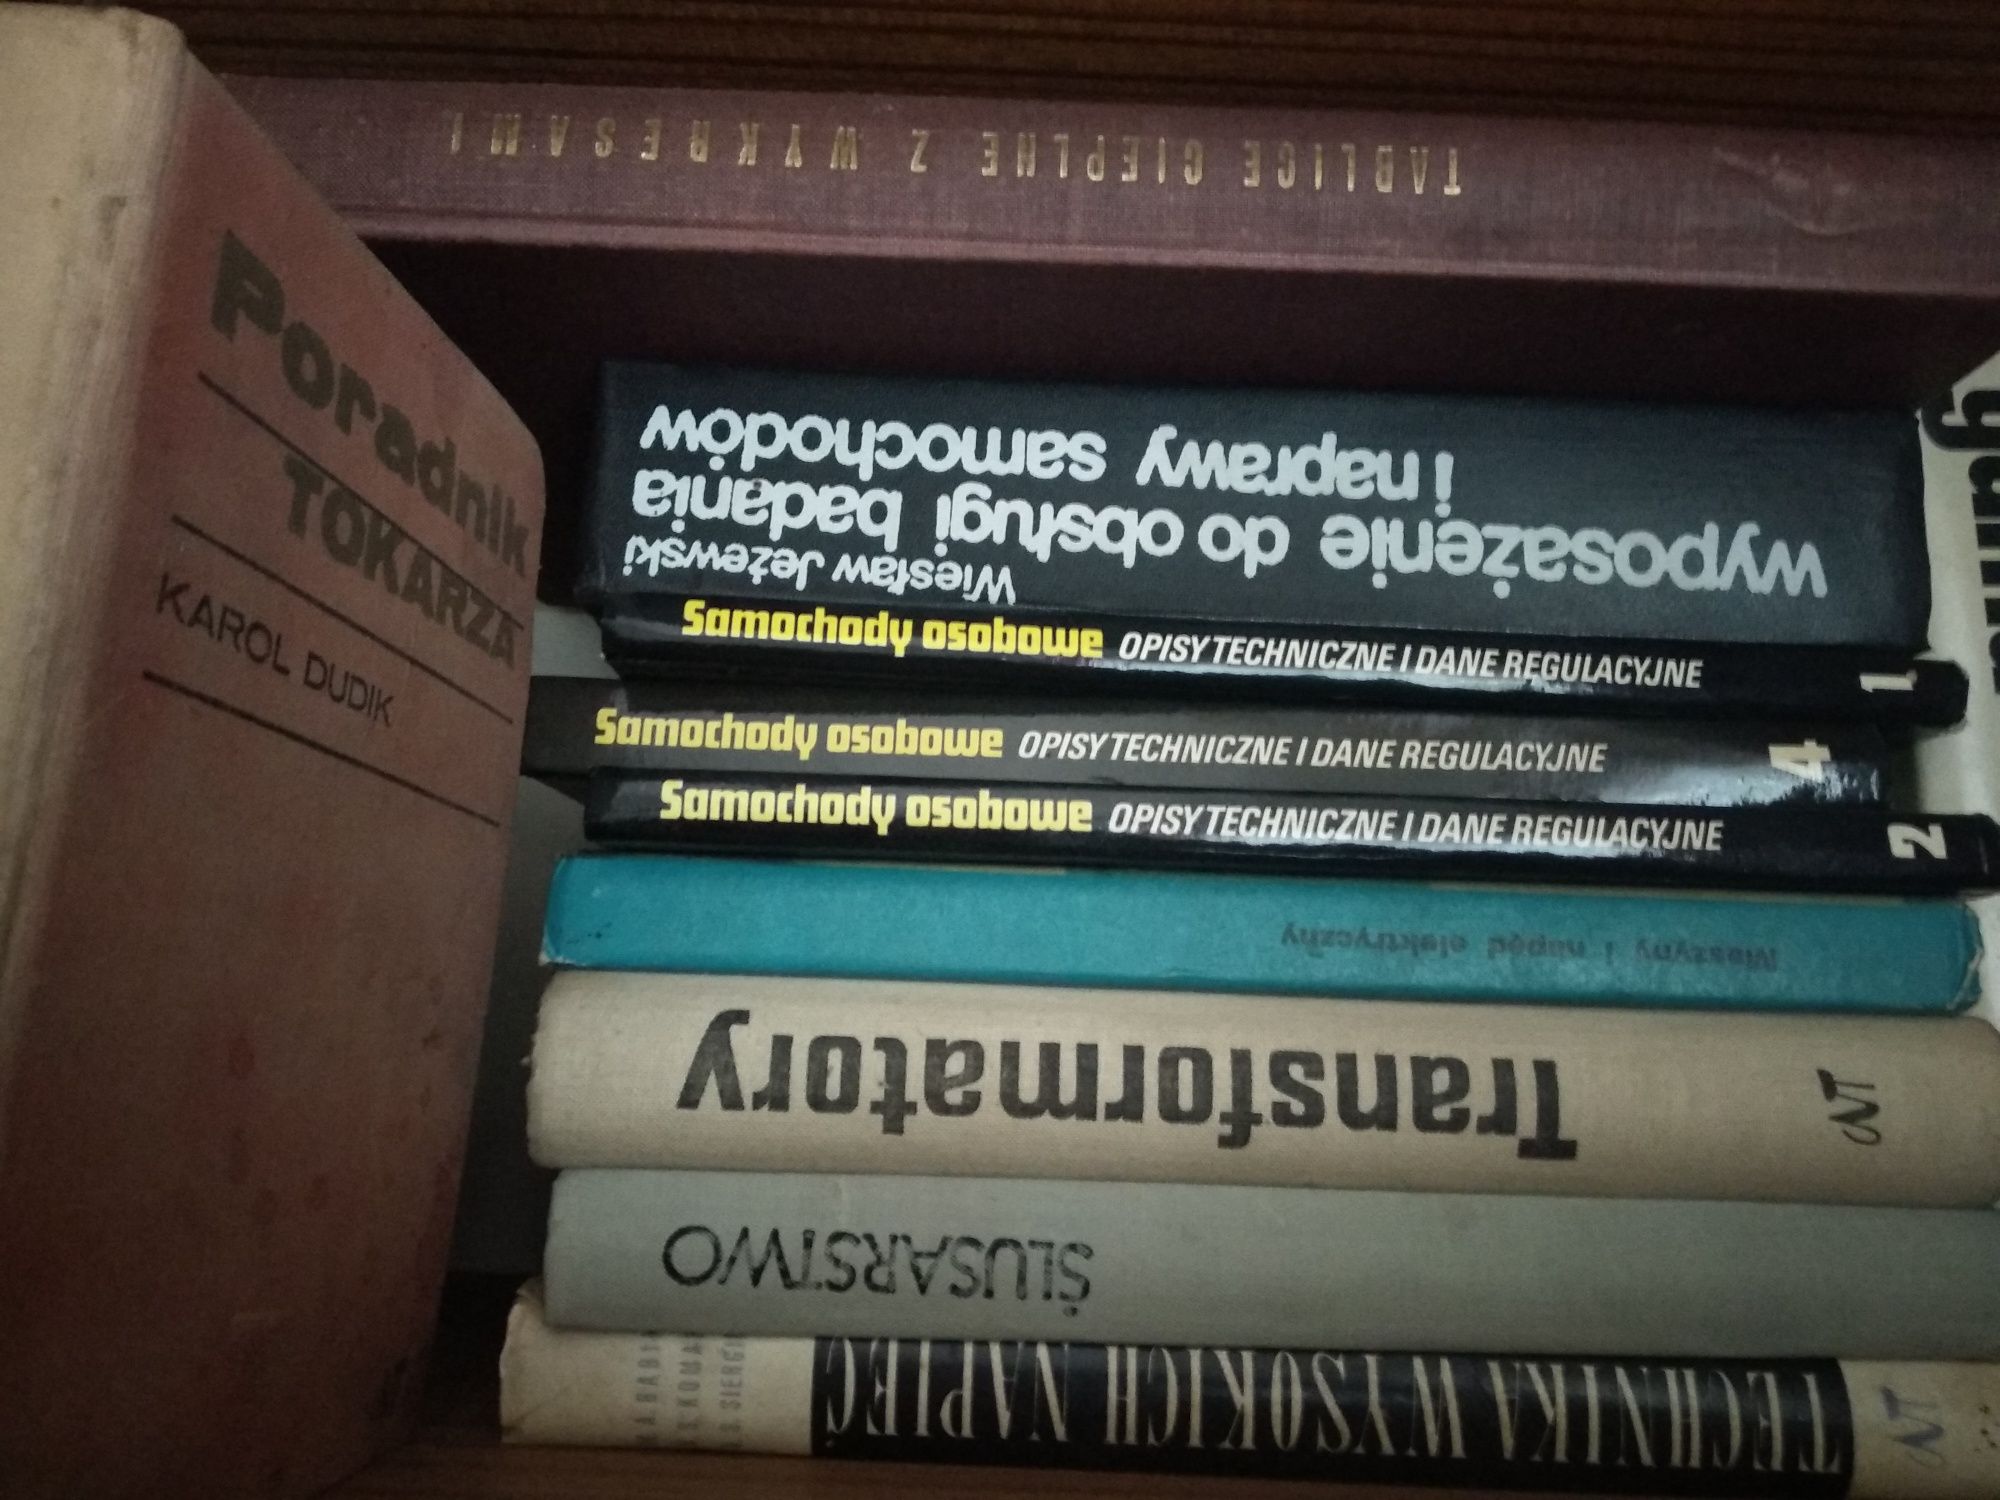 TABLICE CIEPLNE Z WYKRESAMI
Poradnik
TOKARZA
KAROL DUDIK
Wiesław Jeżewski
wyposażenie do obsługi badania
i naprawy samochodów
Samochody osobowe OPISY TECHNICZNE I DANE REGULACYJNE 1
Samochody osobowe OPISY TECHNICZNE I DANE REGULACYJNE 4
Samochody osobowe OPISY TECHNICZNE I DANE REGULACYJNE 2
Maszyny i napęd elektryczny
Transformatory
WNT
ŚLUSARSTWO
TECHNIKA WYSOKICH NAPIĘĆ
WNT